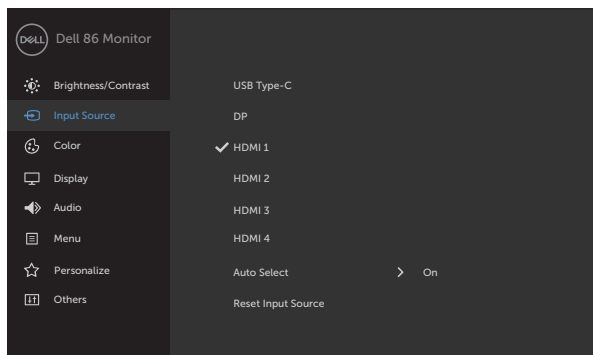 DELL Dell 86 Monitor
Brightness/Contrast
Input Source
Color
Display
Audio
Menu
Personalize
Others
USB Type-C
DP
HDMI 1
HDMI 2
HDMI 3
HDMI 4
Auto Select > On
Reset Input Source